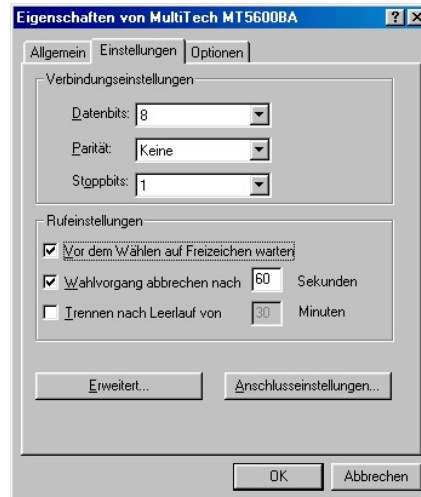 Eigenschaften von MultiTech MT5600BA
Allgemein Einstellungen Optionen
Verbindungseinstellungen
Datenbits: 8
Parität: Keine
Stoppbits: 1
Rufeinstellungen
Vor dem Wählen auf Freizeichen warten
Wahlvorgang abbrechen nach 60 Sekunden
Trennen nach Leerlauf von 30 Minuten
Erweitert... Anschlusseinstellungen...
OK Abbrechen